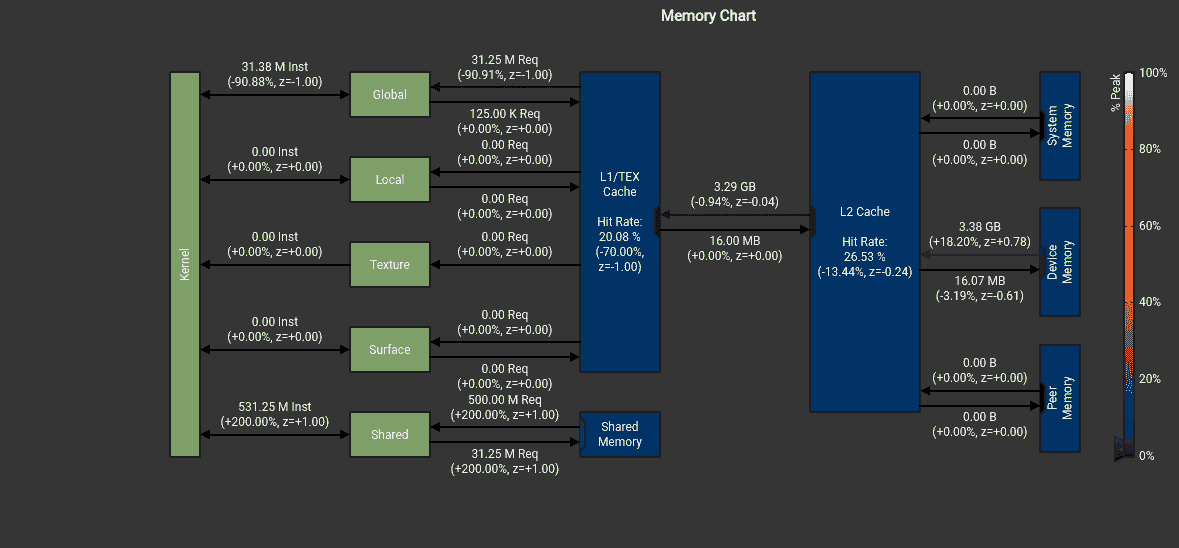 Memory Chart
Kernel
31.38 M Inst
(-90.88%, z=-1.00)
Global
31.25 M Req
(-90.91%, z=-1.00)
125.00 K Req
(+0.00%, z=+0.00)
0.00 Inst
(+0.00%, z=+0.00)
Local
0.00 Req
(+0.00%, z=+0.00)
0.00 Req
(+0.00%, z=+0.00)
0.00 Inst
(+0.00%, z=+0.00)
Texture
0.00 Req
(+0.00%, z=+0.00)
0.00 Inst
(+0.00%, z=+0.00)
Surface
0.00 Req
(+0.00%, z=+0.00)
0.00 Req
(+0.00%, z=+0.00)
531.25 M Inst
(+200.00%, z=+1.00)
Shared
500.00 M Req
(+200.00%, z=+1.00)
31.25 M Req
(+200.00%, z=+1.00)
L1/TEX
Cache
Hit Rate:
20.08 %
(-70.00%,
z=-1.00)
Shared
Memory
3.29 GB
(-0.94%, z=-0.04)
16.00 MB
(+0.00%, z=+0.00)
L2 Cache
Hit Rate:
26.53 %
(-13.44%, z=-0.24)
0.00 B
(+0.00%, z=+0.00)
0.00 B
(+0.00%, z=+0.00)
System
Memory
3.38 GB
(+18.20%, z=+0.78)
16.07 MB
(-3.19%, z=-0.61)
Device
Memory
0.00 B
(+0.00%, z=+0.00)
0.00 B
(+0.00%, z=+0.00)
Peer
Memory
% Peak
100%
80%
60%
40%
20%
0%